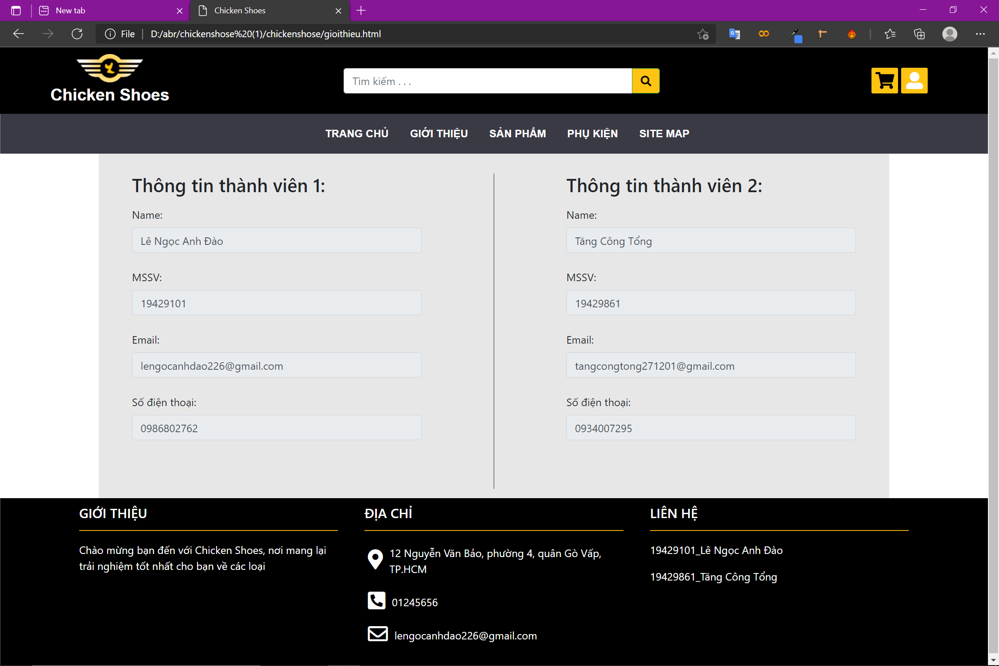 New tab
Chicken Shoes
File
D:/abr/chickenshose%20(1)/chickenshose/gioithieu.html
Chicken Shoes
Tìm kiếm . . .
TRANG CHỦ GIỚI THIỆU SẢN PHẨM PHỤ KIỆN SITE MAP
Thông tin thành viên 1:
Name:
Lê Ngọc Anh Đào
MSSV:
19429101
Email:
lengocanhdao226@gmail.com
Số điện thoại:
0986802762
Thông tin thành viên 2:
Name:
Tăng Công Tổng
MSSV:
19429861
Email:
tangcongtong271201@gmail.com
Số điện thoại:
0934007295
GIỚI THIỆU
Chào mừng bạn đến với Chicken Shoes, nơi mang lại
trải nghiệm tốt nhất cho bạn về các loại
ĐỊA CHỈ
12 Nguyễn Văn Bảo, phường 4, quân Gò Vấp,
TP.HCM
01245656
lengocanhdao226@gmail.com
LIÊN HỆ
19429101_Lê Ngọc Anh Đào
19429861_Tăng Công Tổng